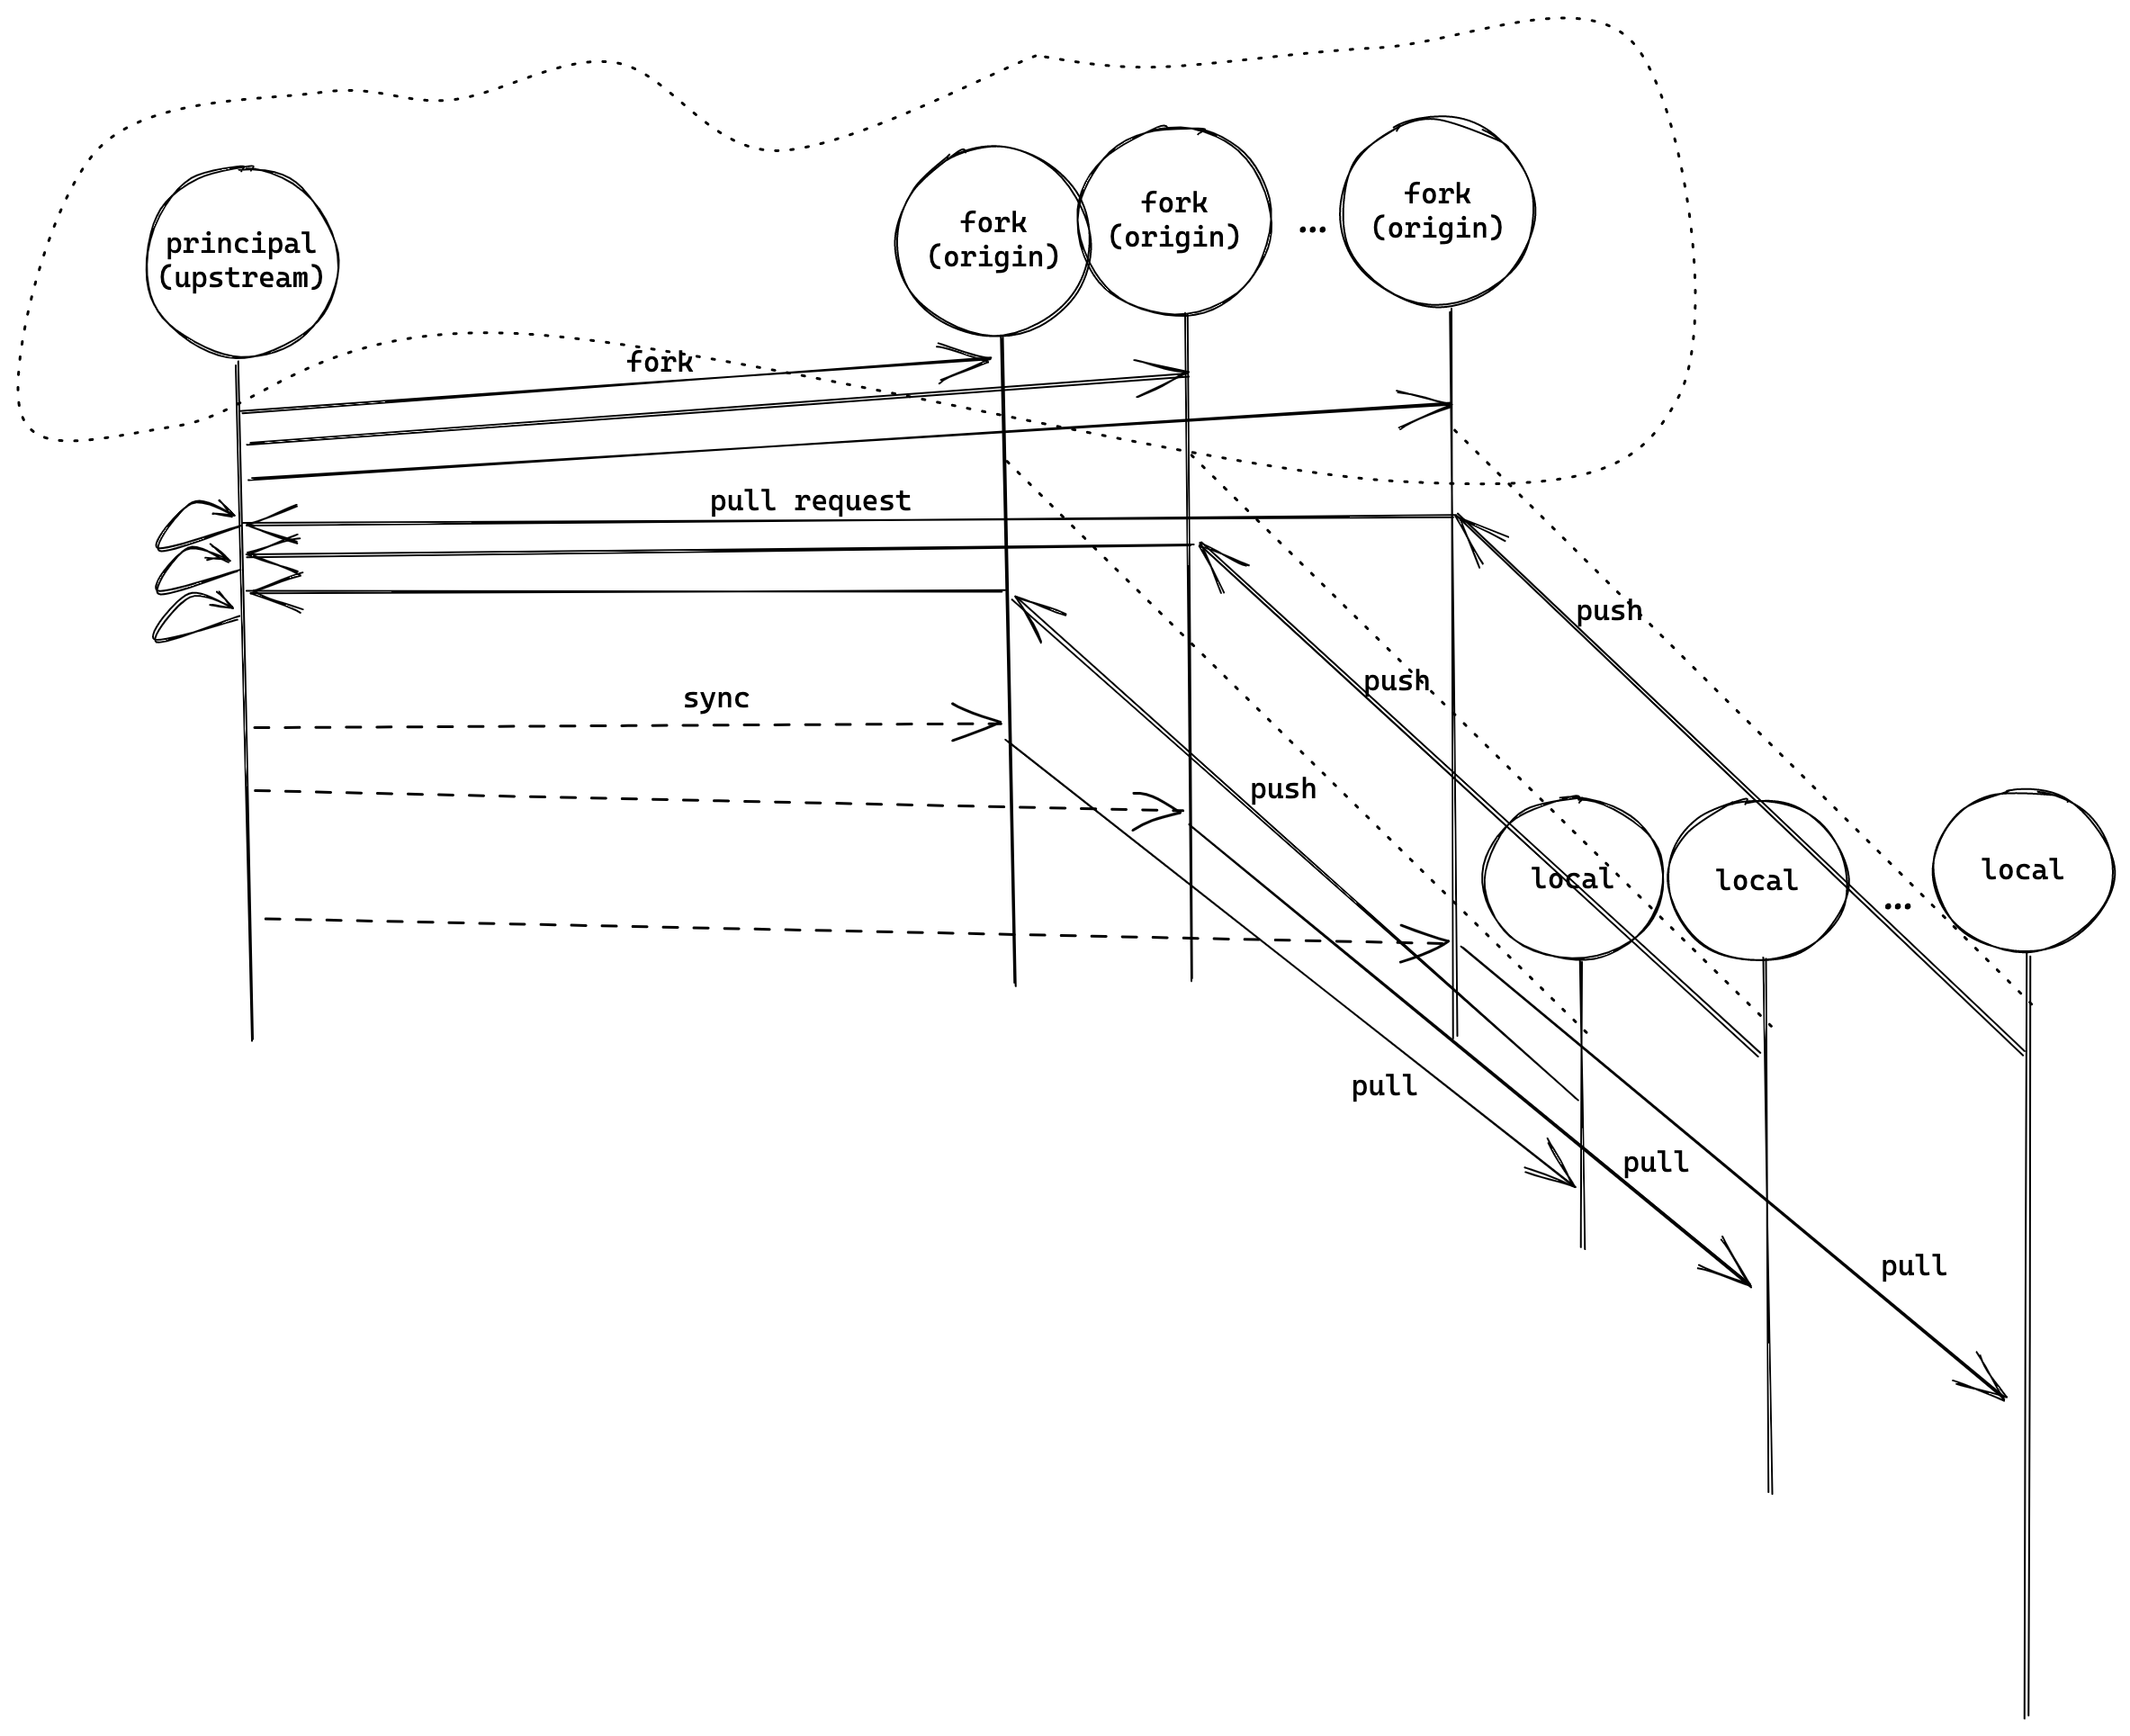 principal
(upstream)
fork
(origin)
fork
(origin)
...
fork
(origin)
fork
pull request
push
sync
push
push
local
local
...
local
pull
pull
pull